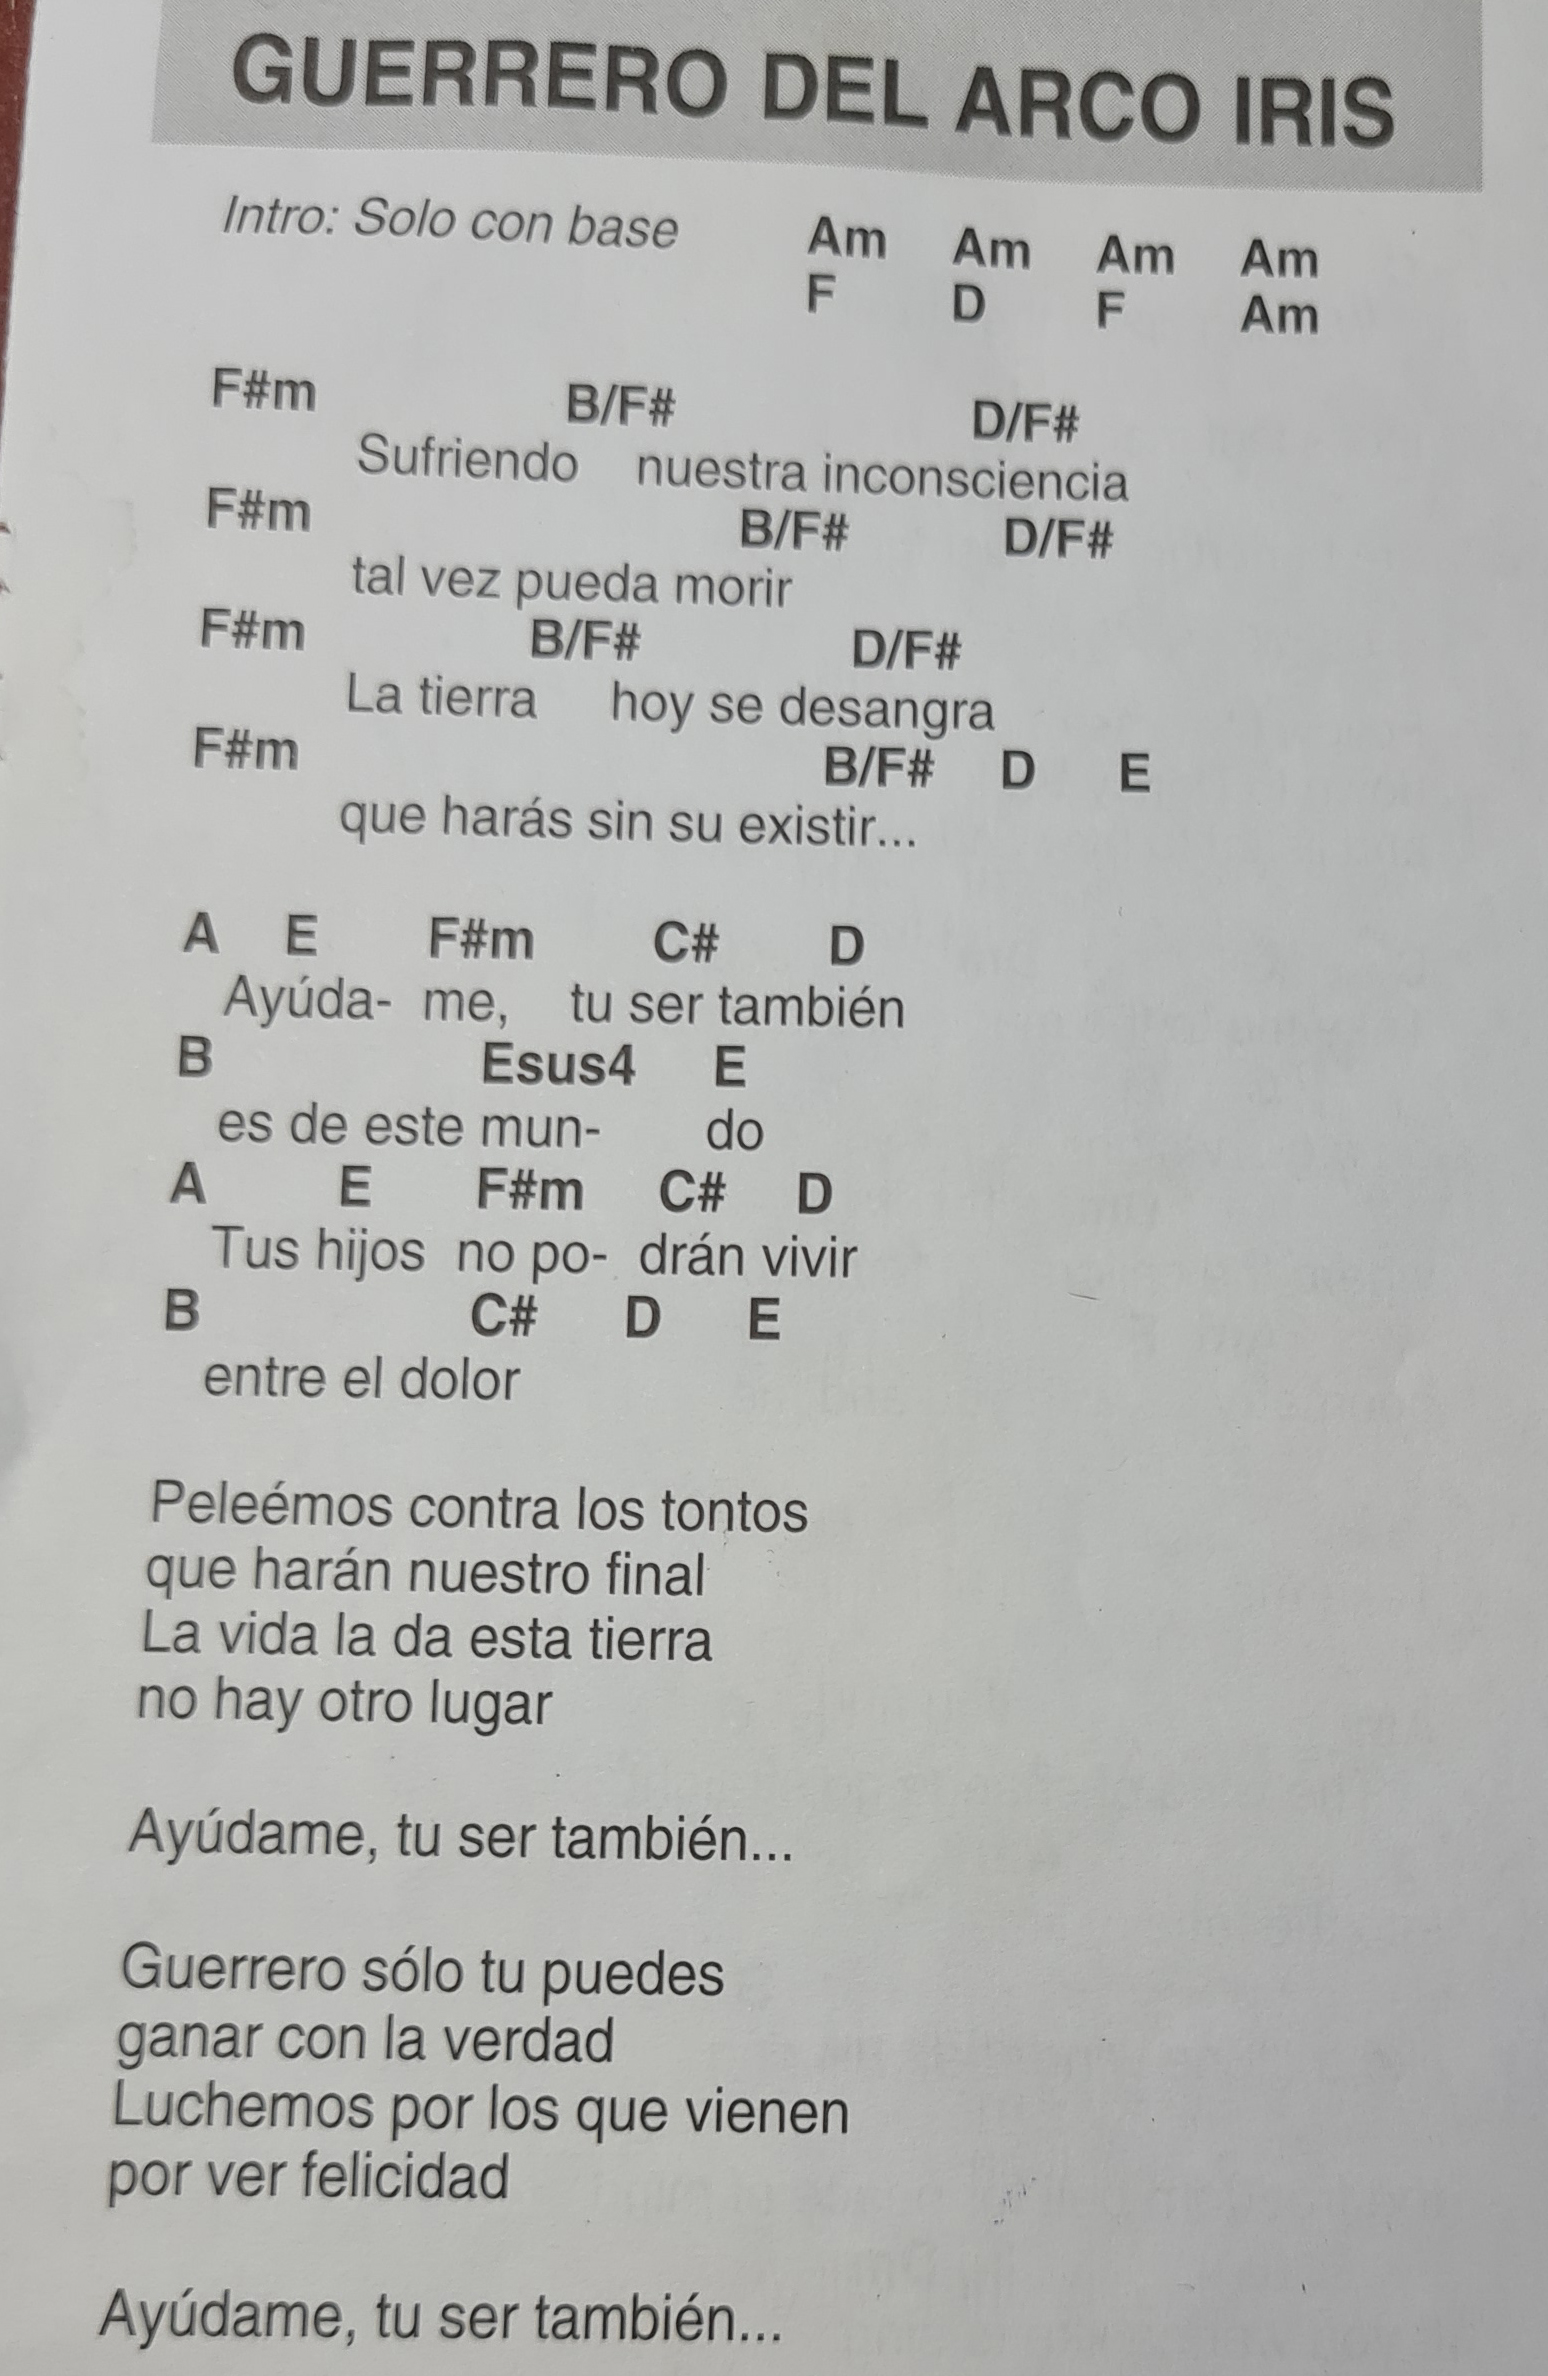 GUERRERO DEL ARCO IRIS
Intro: Solo con base Am Am Am Am
F D F Am
F#m B/F# D/F#
Sufriendo nuestra inconsciencia
F#m B/F# D/F#
tal vez pueda morir
F#m B/F# D/F#
La tierra hoy se desangra
F#m B/F# D E
que harás sin su existir...
A E F#m C# D
Ayúda- me, tu ser también
B Esus4 E
es de este mun- do
A E F#m C# D
Tus hijos no po- drán vivir
B C# D E
entre el dolor
Peleémos contra los tontos
que harán nuestro final
La vida la da esta tierra
no hay otro lugar
Ayúdame, tu ser también...
Guerrero sólo tu puedes
ganar con la verdad
Luchemos por los que vienen
por ver felicidad
Ayúdame, tu ser también...